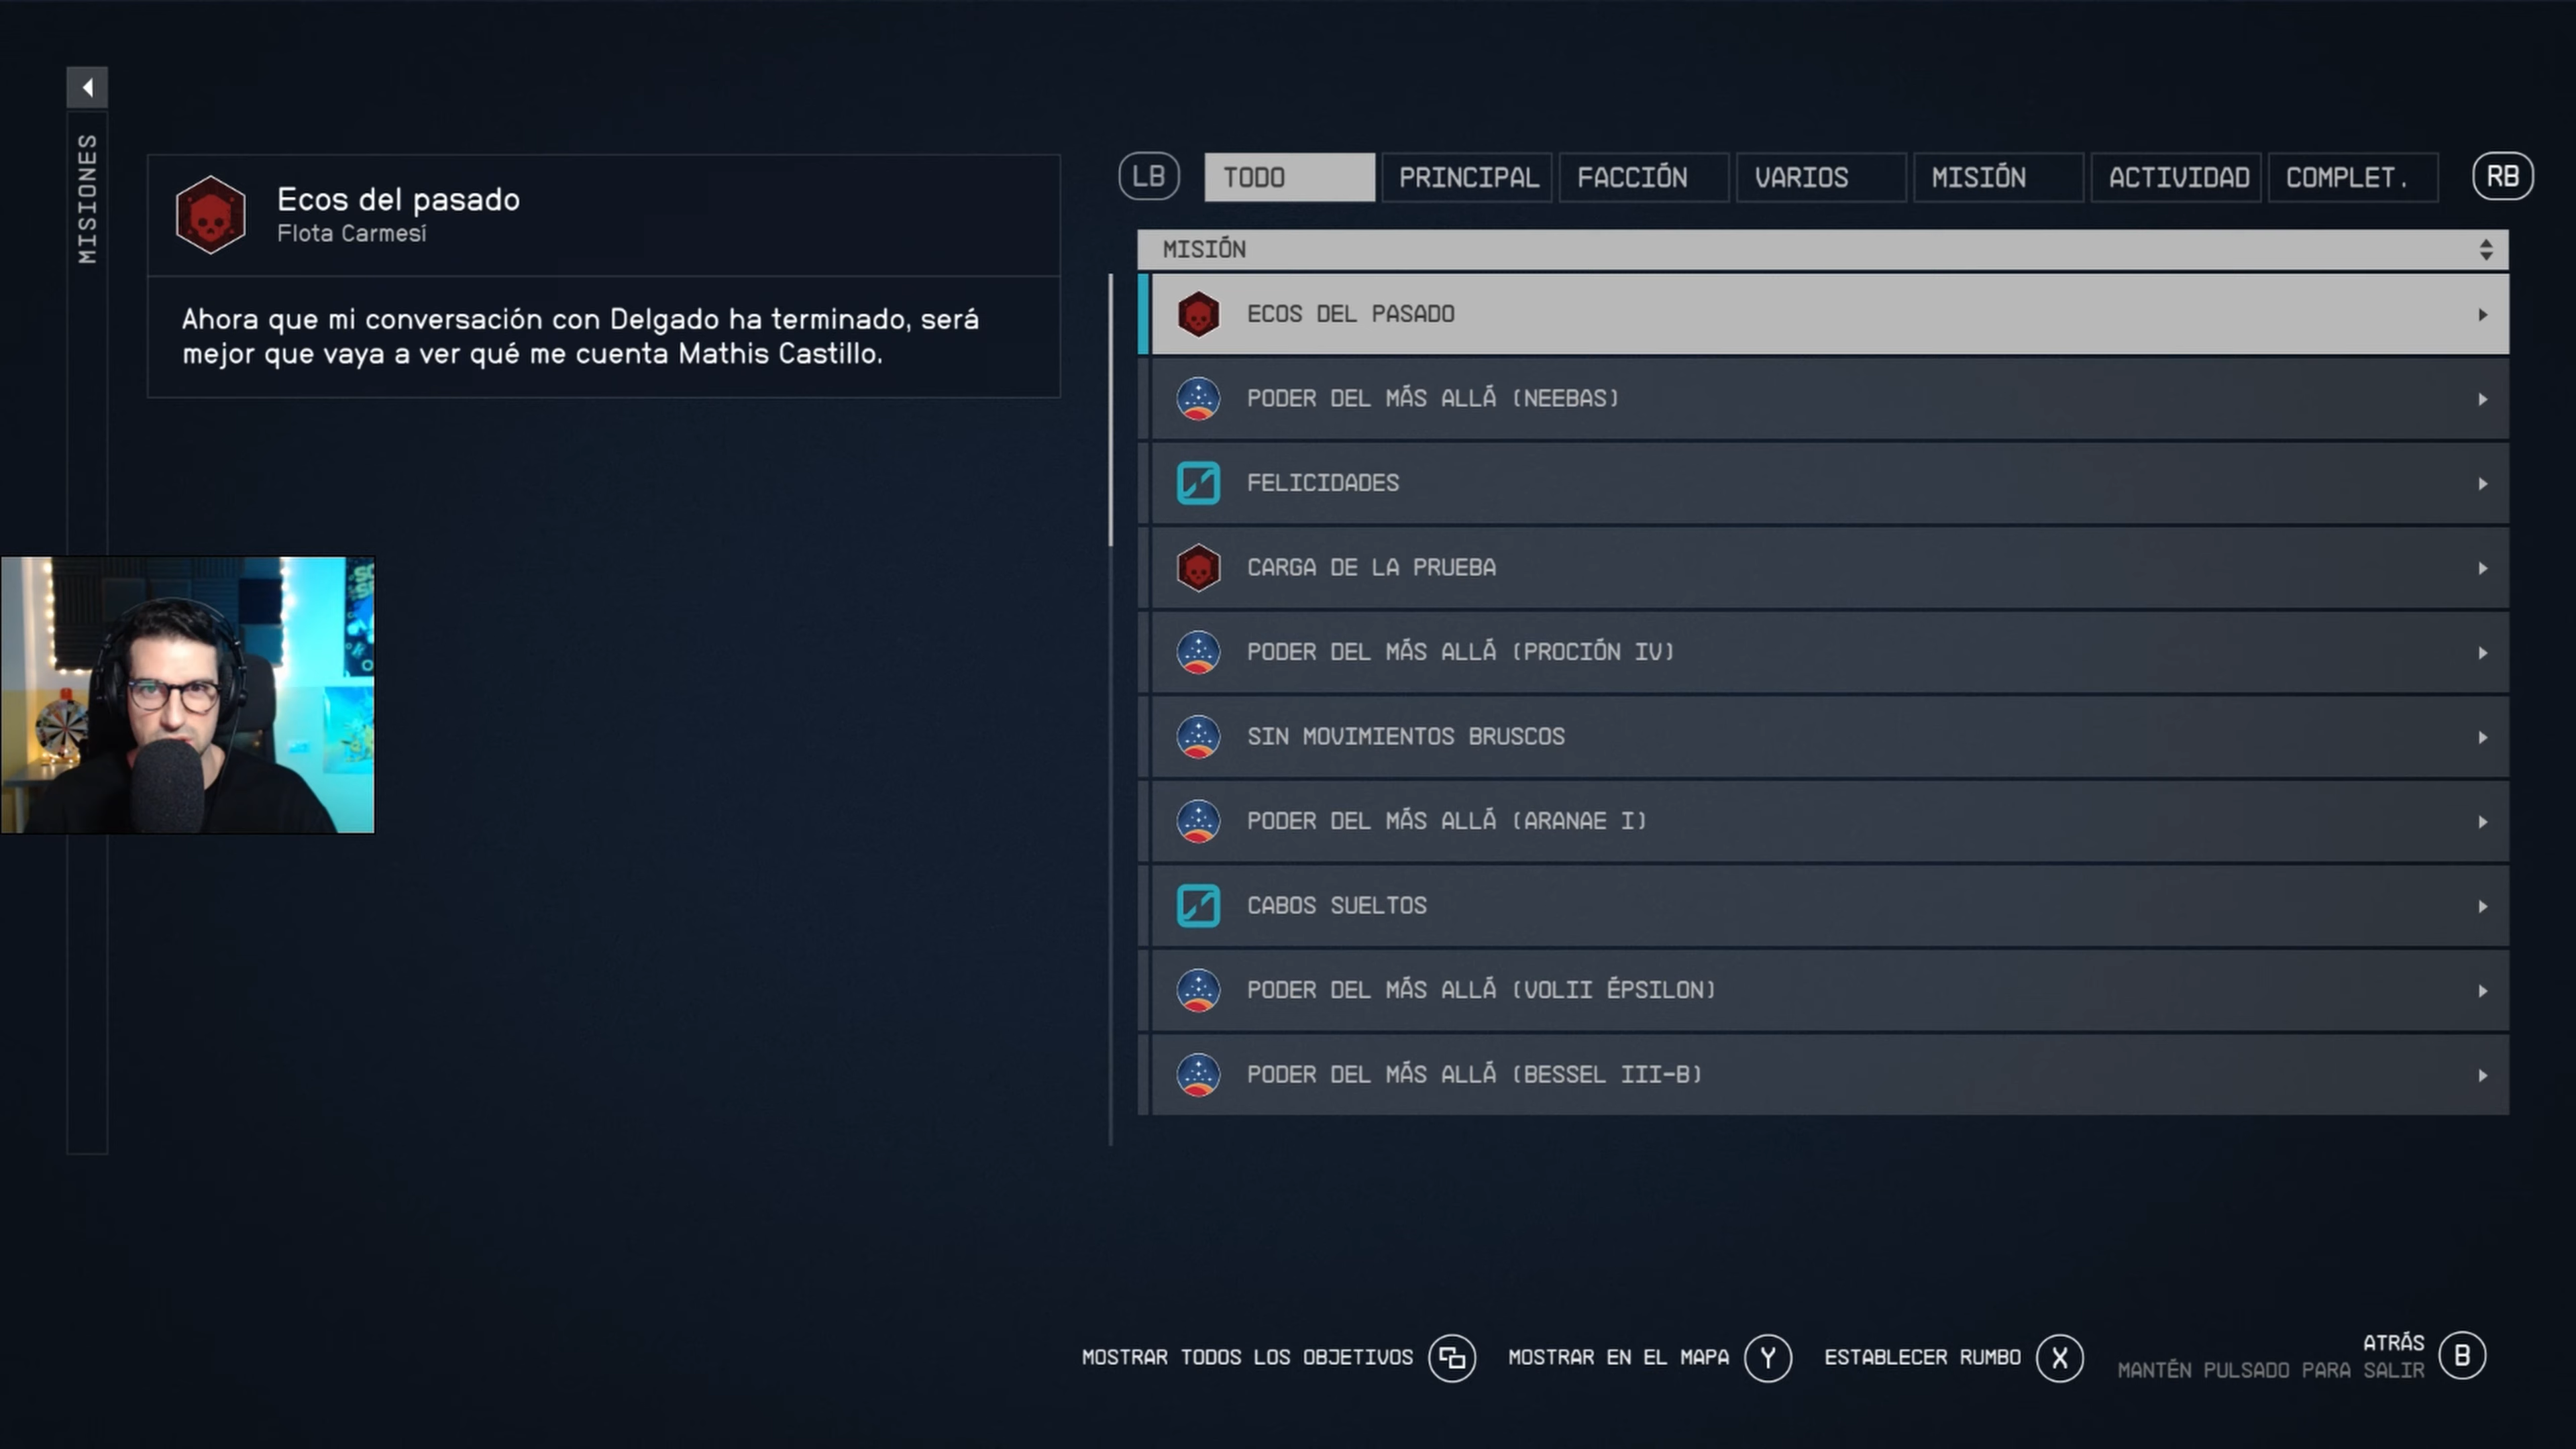 MISIONES
Ecos del pasado
Flota Carmesí
Ahora que mi conversación con Delgado ha terminado, será
mejor que vaya a ver qué me cuenta Mathis Castillo.
LB TODO PRINCIPAL FACCIÓN VARIOS MISIÓN ACTIVIDAD COMPLET. RB
MISIÓN
ECOS DEL PASADO
PODER DEL MÁS ALLÁ (NEEBAS)
FELICIDADES
CARGA DE LA PRUEBA
PODER DEL MÁS ALLÁ (PROCIÓN IV)
SIN MOVIMIENTOS BRUSCOS
PODER DEL MÁS ALLÁ (ARANAE I)
CABOS SUELTOS
PODER DEL MÁS ALLÁ (VOLII ÉPSILON)
PODER DEL MÁS ALLÁ (BESSEL III-B)
MOSTRAR TODOS LOS OBJETIVOS MOSTRAR EN EL MAPA Y ESTABLECER RUMBO X ATRÁS B
MANTÉN PULSADO PARA SALIR